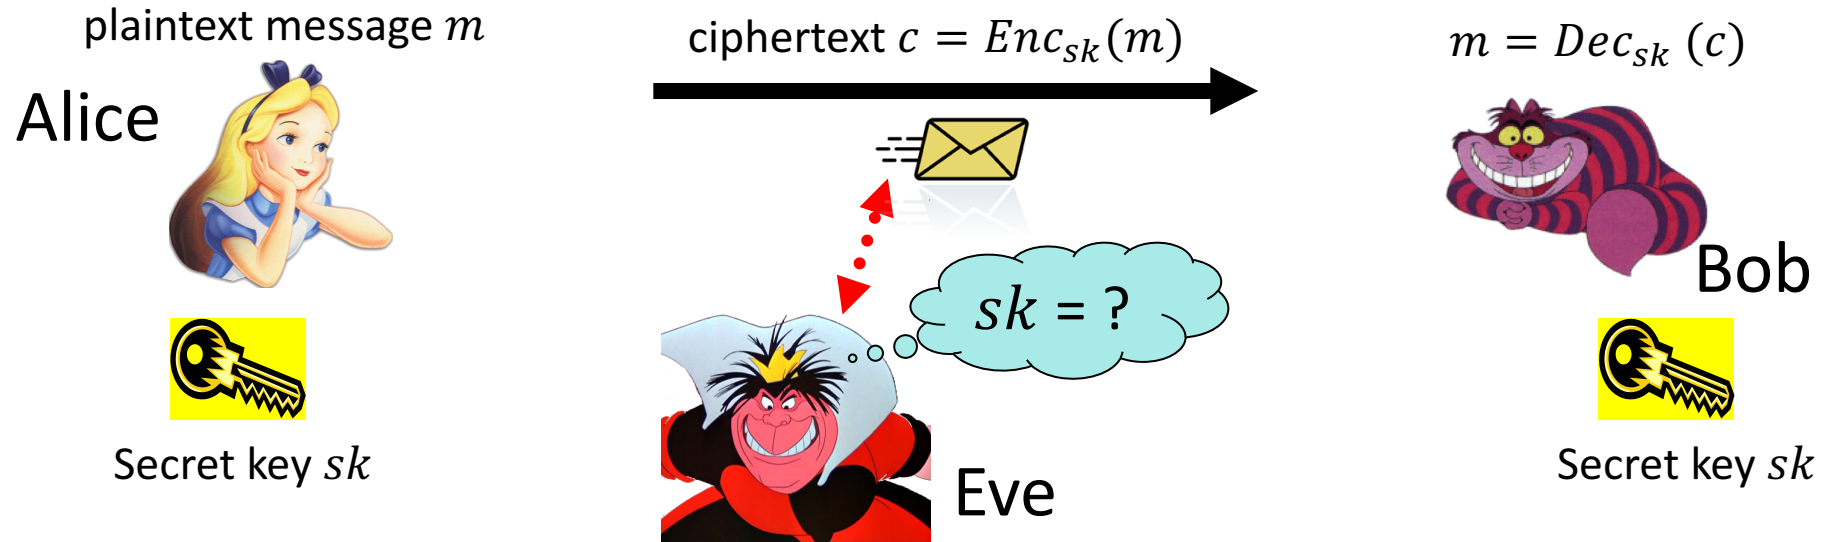 plaintext message m
Alice
Secret key sk
ciphertext c = Enc_sk(m)
sk = ?
Eve
m = Dec_sk (c)
Bob
Secret key sk